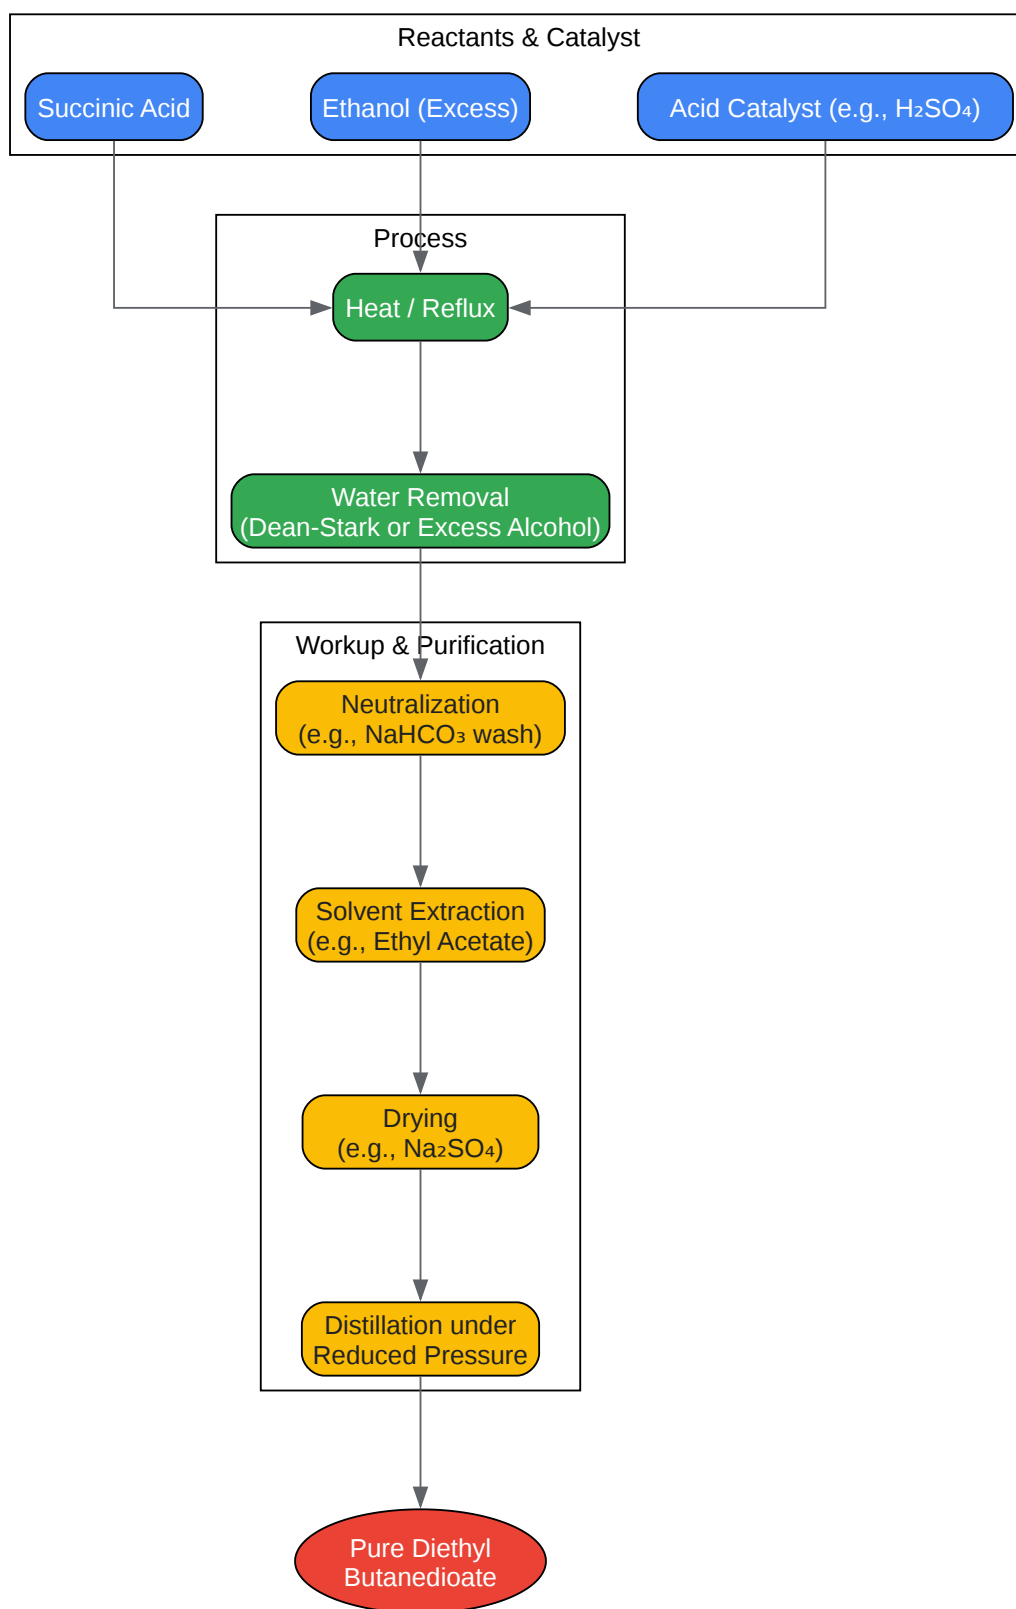 Reactants & Catalyst
Succinic Acid
Ethanol (Excess)
Acid Catalyst (e.g., H₂SO₄)
Process
Heat / Reflux
Water Removal
(Dean-Stark or Excess Alcohol)
Workup & Purification
Neutralization
(e.g., NaHCO₃ wash)
Solvent Extraction
(e.g., Ethyl Acetate)
Drying
(e.g., Na₂SO₄)
Distillation under
Reduced Pressure
Pure Diethyl
Butanedioate